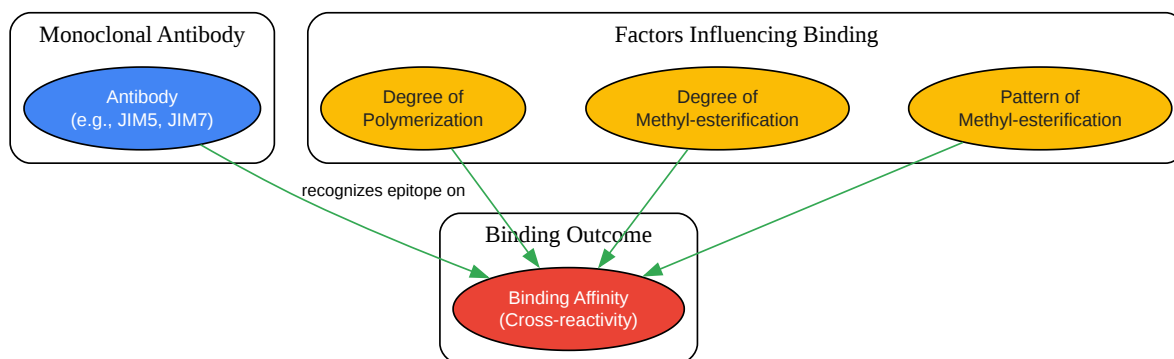 Monoclonal Antibody
Factors Influencing Binding
Antibody
(e.g., JIM5, JIM7)
Degree of
Polymerization
Degree of
Methyl-esterification
Pattern of
Methyl-esterification
recognizes epitope on
Binding Outcome
Binding Affinity
(Cross-reactivity)